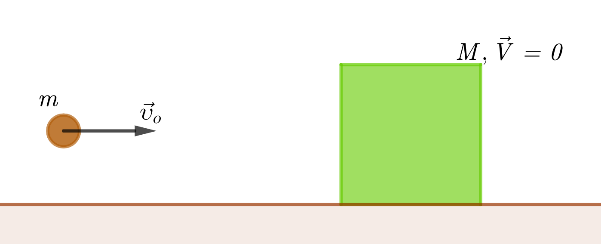 M, V⃗ = 0
m
v⃗ₒ